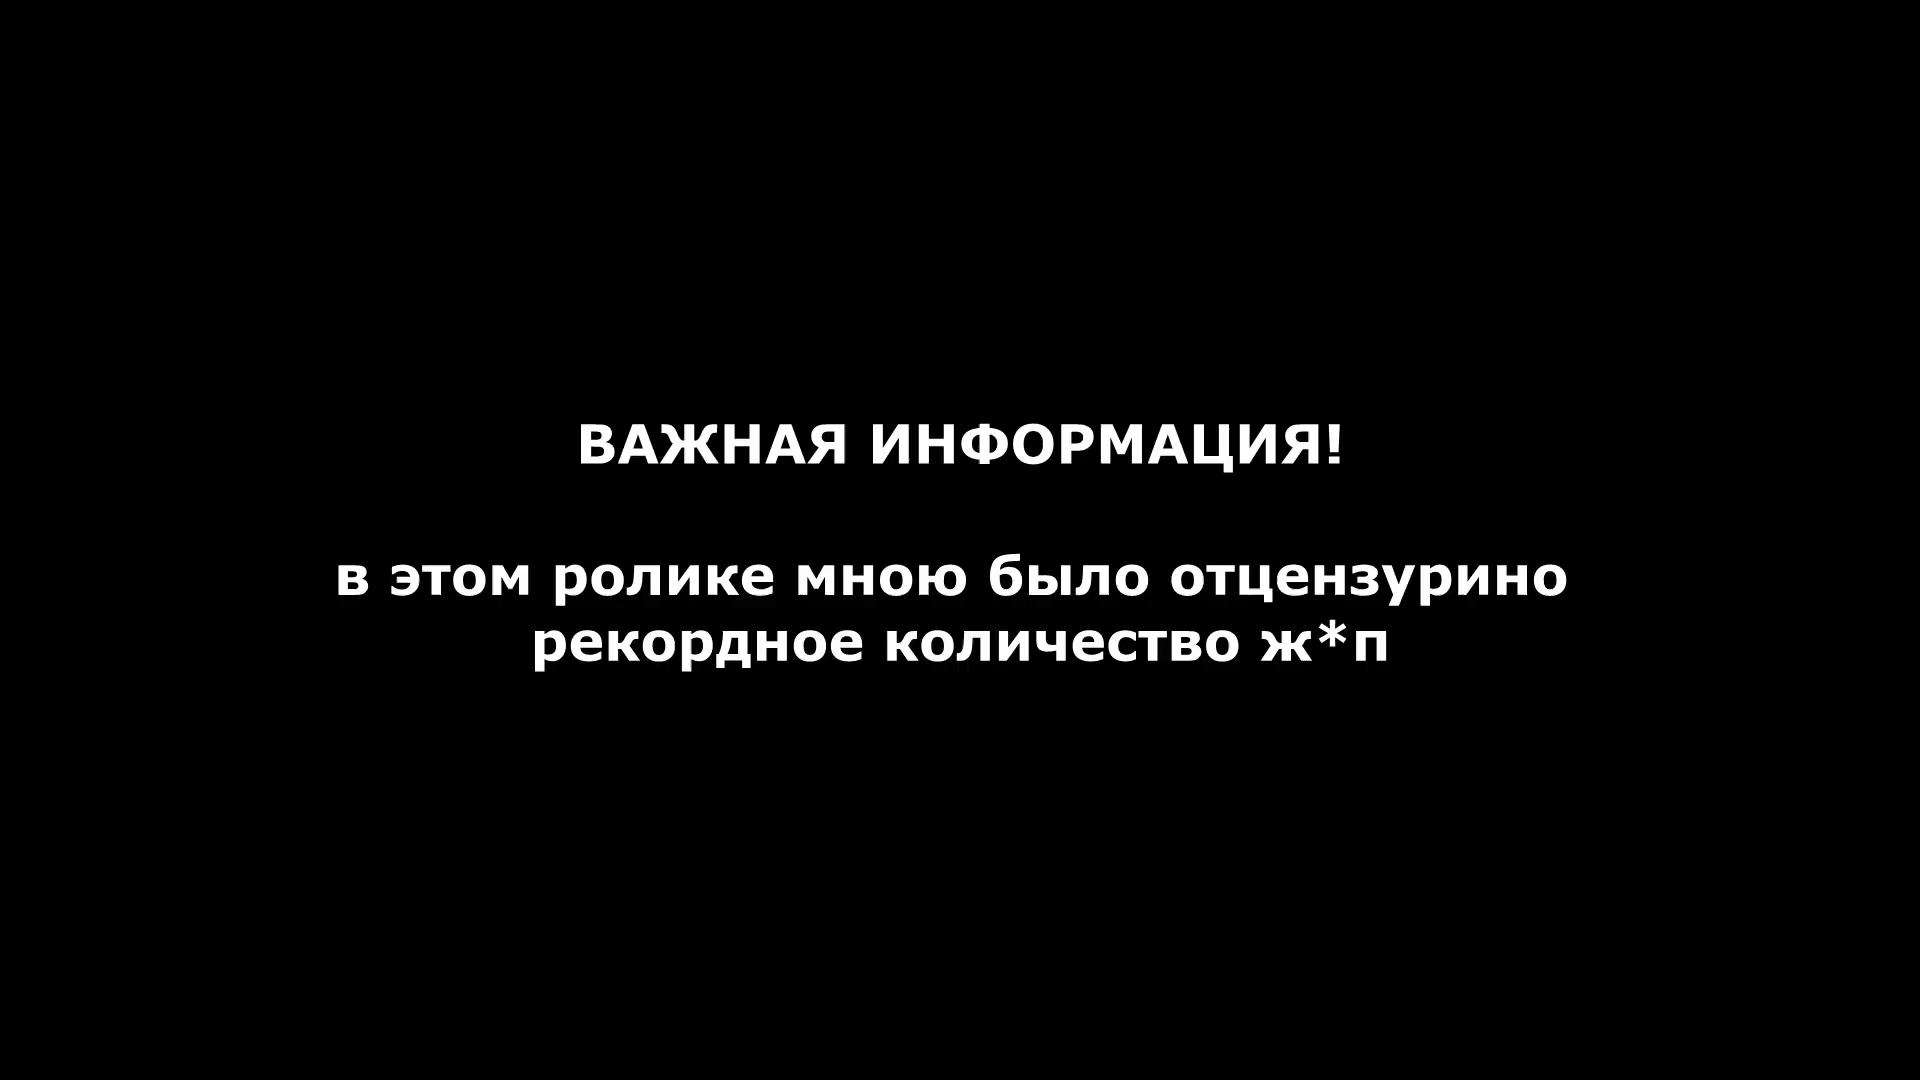 ВАЖНАЯ ИНФОРМАЦИЯ!
в этом ролике мною было отцензурино
рекордное количество ж*п